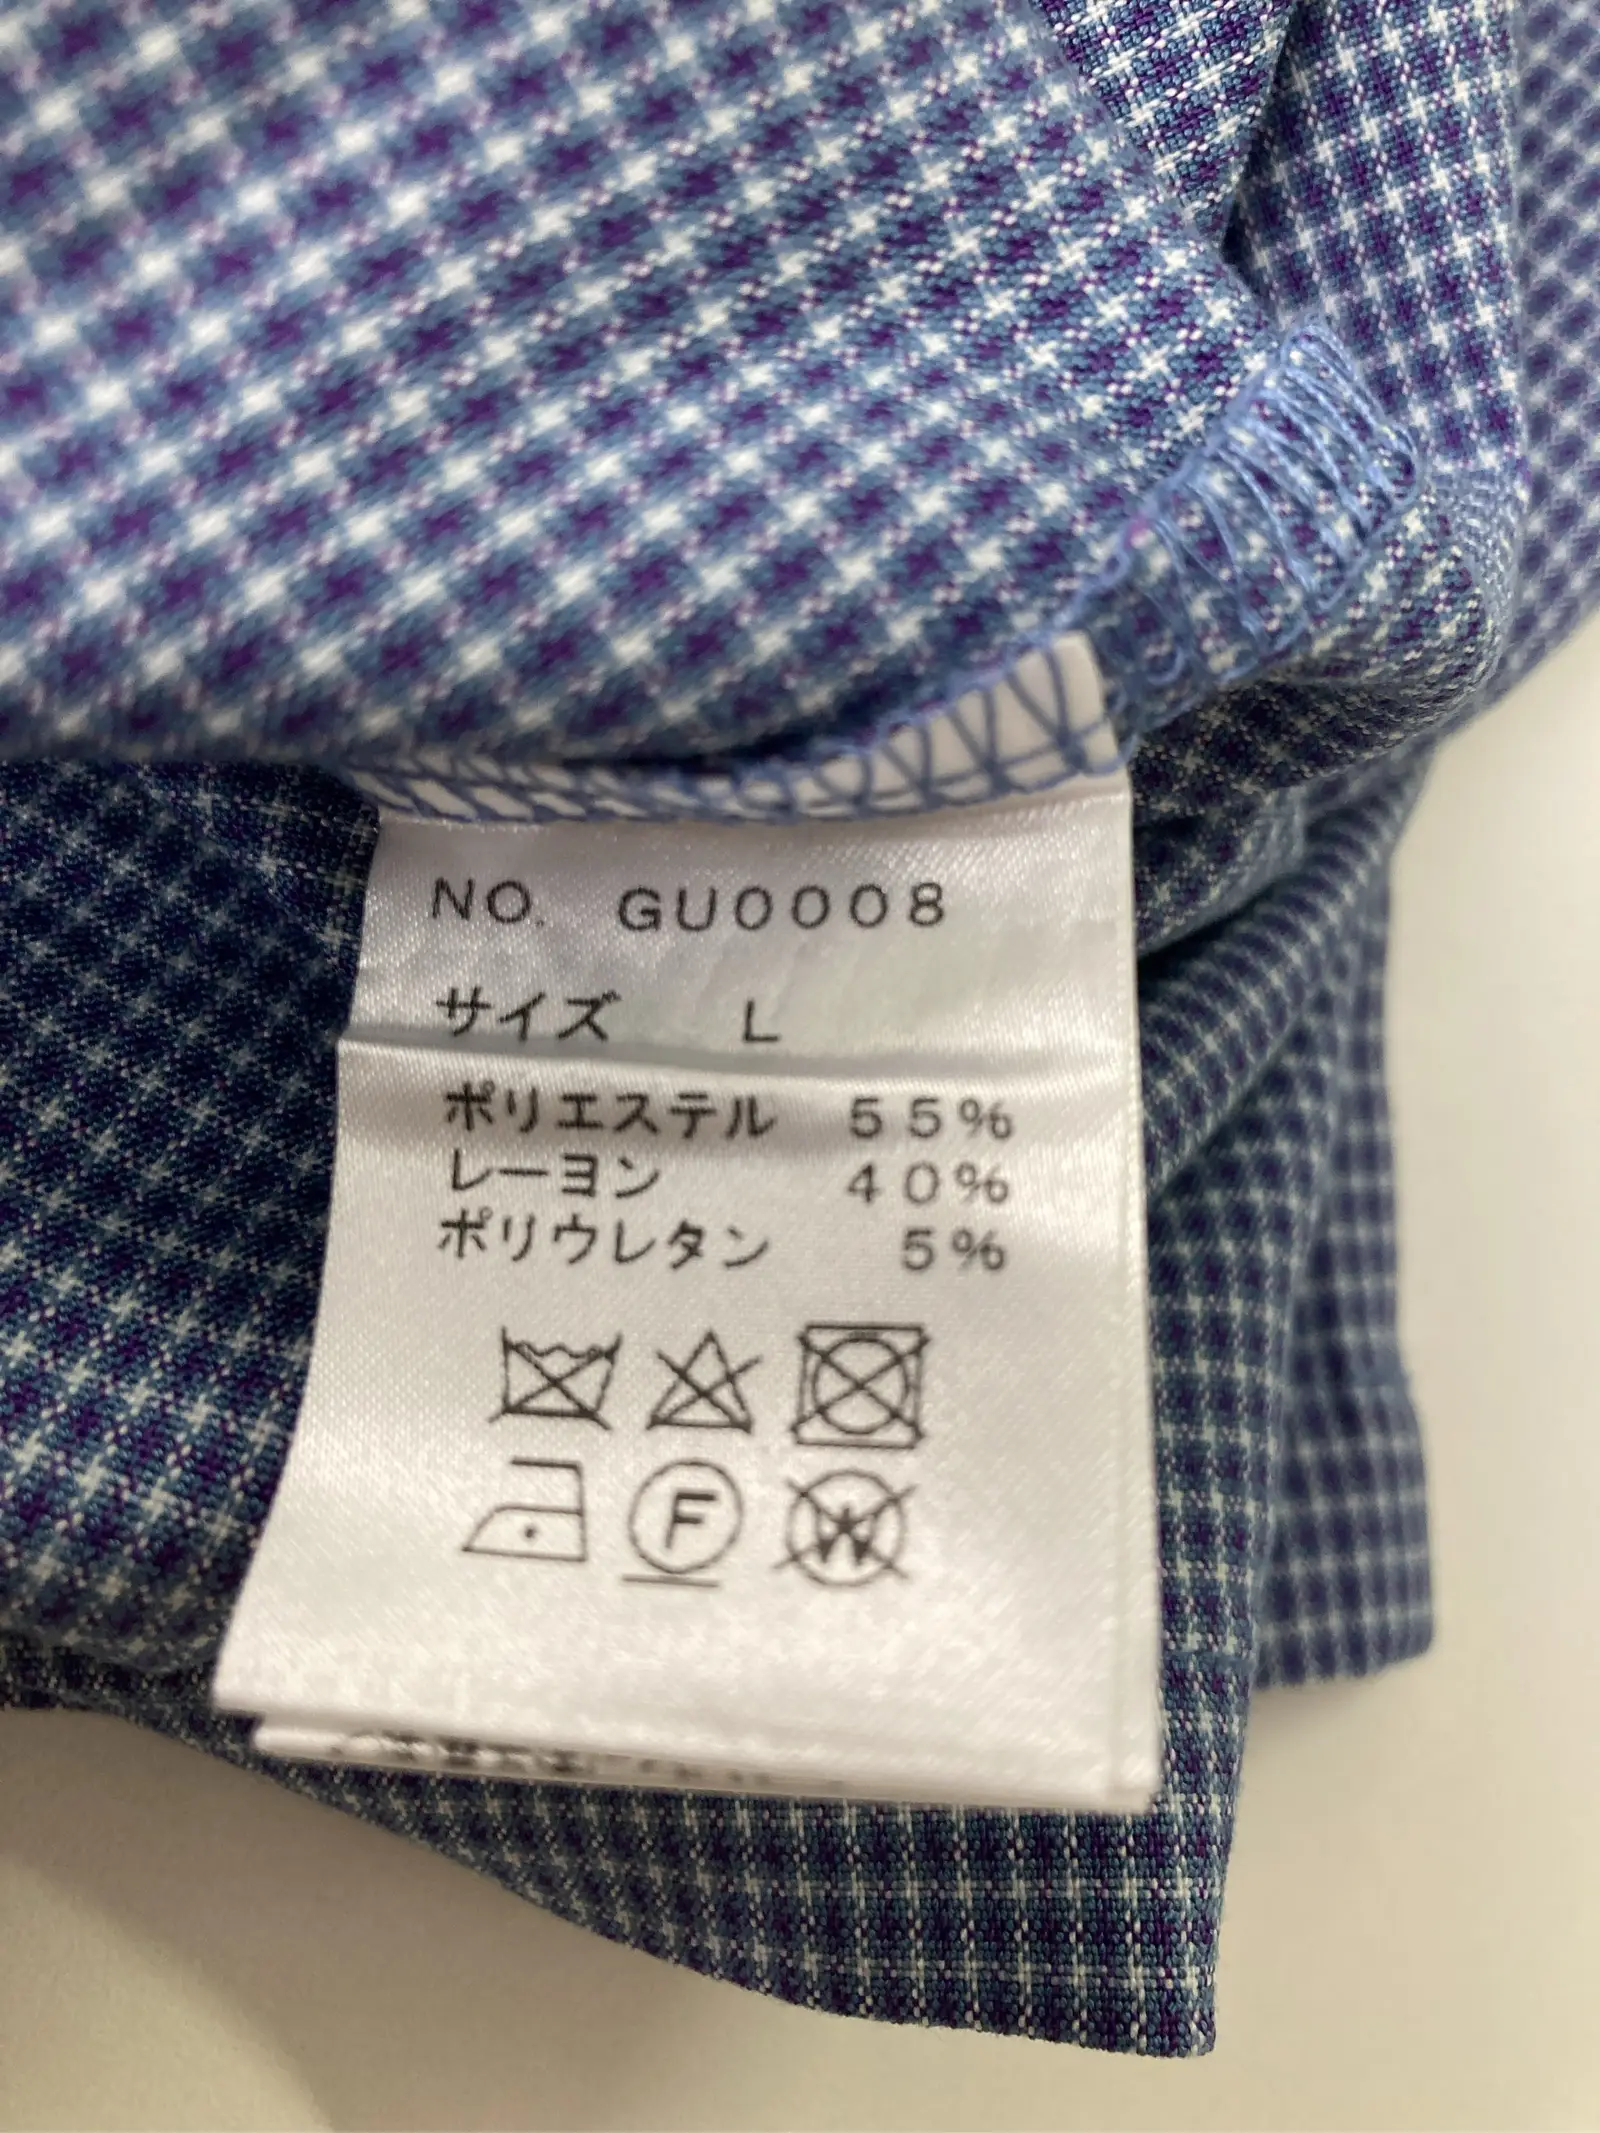 NO. GU0008
サイズ L
ポリエステル 55%
レーヨン 40%
ポリウレタン 5%
F W